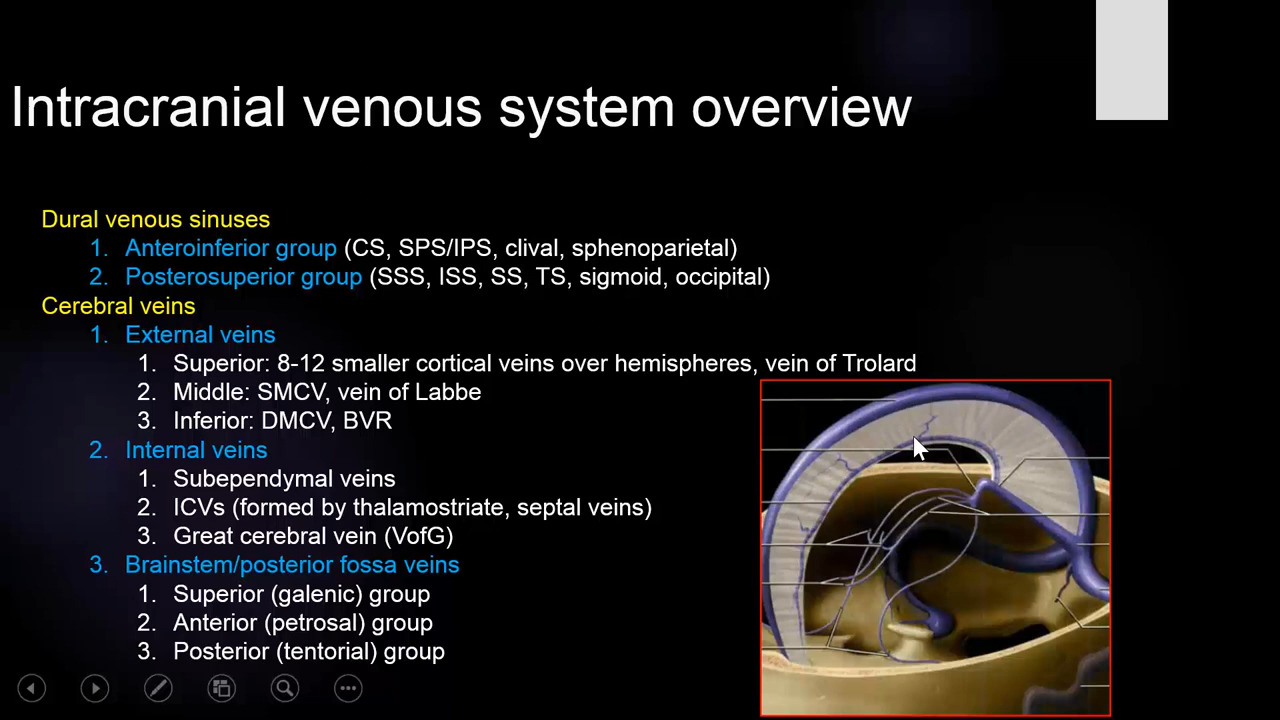 Intracranial venous system overview
Dural venous sinuses
1. Anteroinferior group (CS, SPS/IPS, clival, sphenoparietal)
2. Posterosuperior group (SSS, ISS, SS, TS, sigmoid, occipital)
Cerebral veins
1. External veins
1. Superior: 8-12 smaller cortical veins over hemispheres, vein of Trolard
2. Middle: SMCV, vein of Labbe
3. Inferior: DMCV, BVR
2. Internal veins
1. Subependymal veins
2. ICVs (formed by thalamostriate, septal veins)
3. Great cerebral vein (VofG)
3. Brainstem/posterior fossa veins
1. Superior (galenic) group
2. Anterior (petrosal) group
3. Posterior (tentorial) group